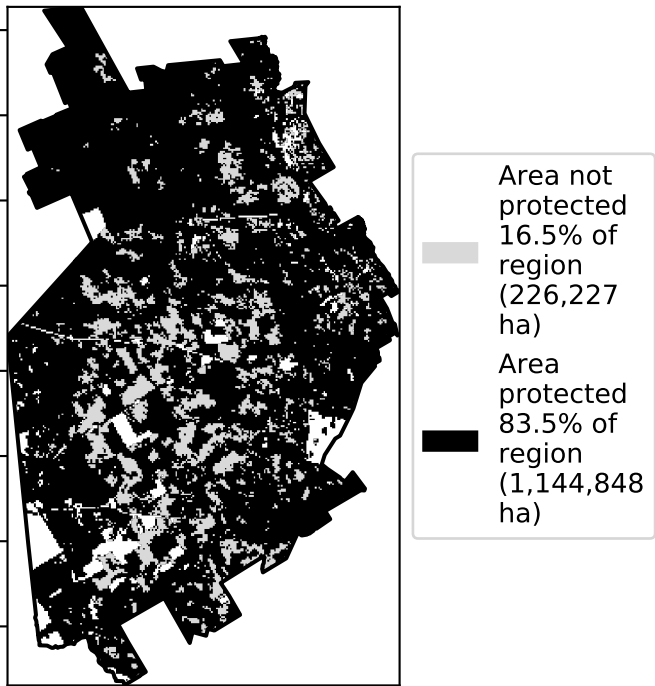 Area not
protected
16.5% of
region
(226,227
ha)
Area
protected
83.5% of
region
(1,144,848
ha)